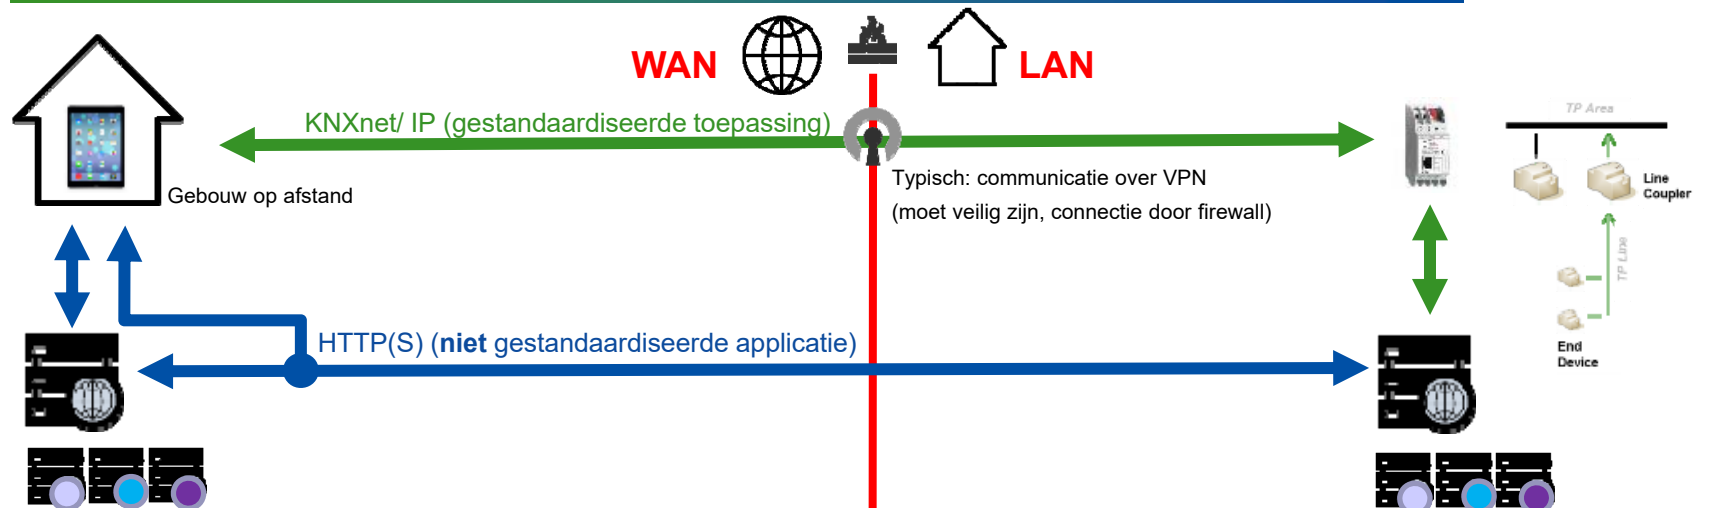 WAN
LAN
KNXnet/ IP (gestandaardiseerde toepassing)
TP Area
Gebouw op afstand
Typisch: communicatie over VPN
(moet veilig zijn, connectie door firewall)
Line
Coupler
TP Line
HTTP(S) (niet gestandaardiseerde applicatie)
End
Device